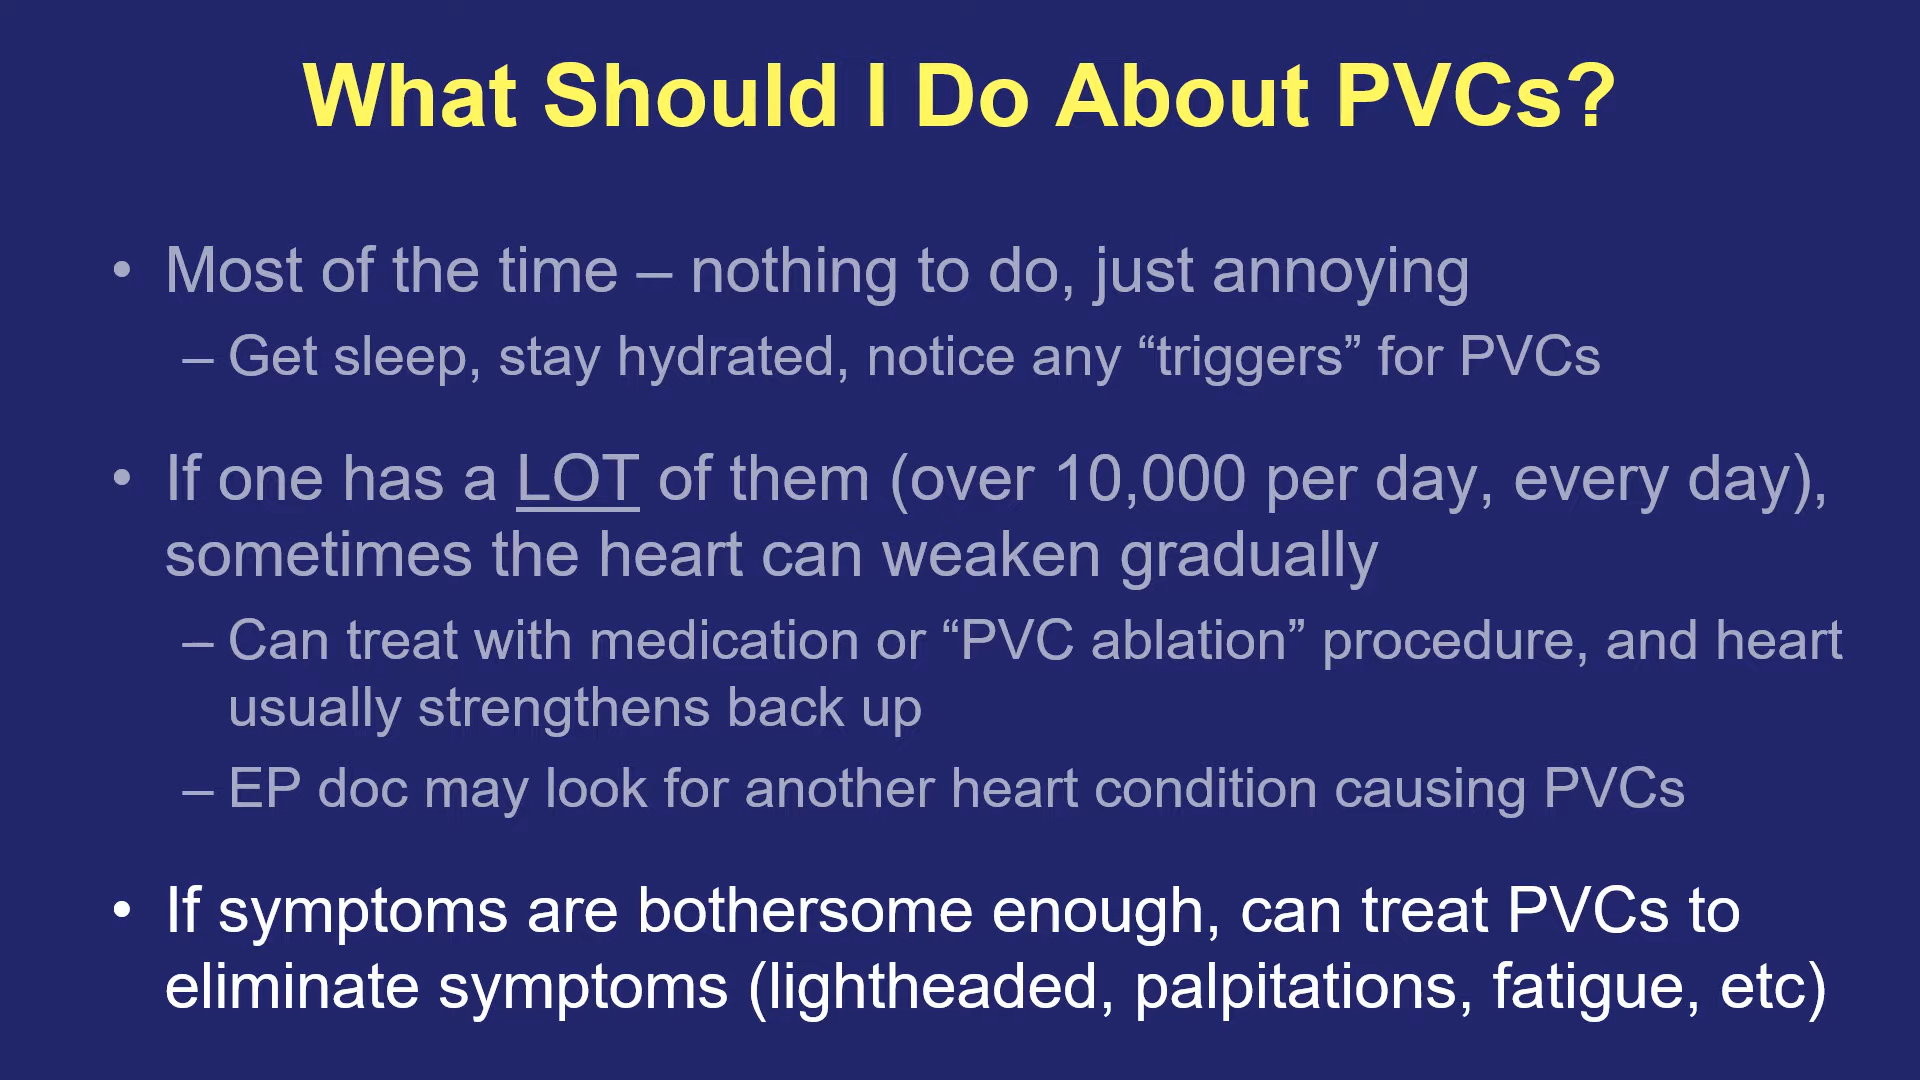 What Should I Do About PVCs?
• Most of the time – nothing to do, just annoying
– Get sleep, stay hydrated, notice any “triggers” for PVCs
• If one has a LOT of them (over 10,000 per day, every day),
sometimes the heart can weaken gradually
– Can treat with medication or “PVC ablation” procedure, and heart
usually strengthens back up
– EP doc may look for another heart condition causing PVCs
• If symptoms are bothersome enough, can treat PVCs to
eliminate symptoms (lightheaded, palpitations, fatigue, etc)